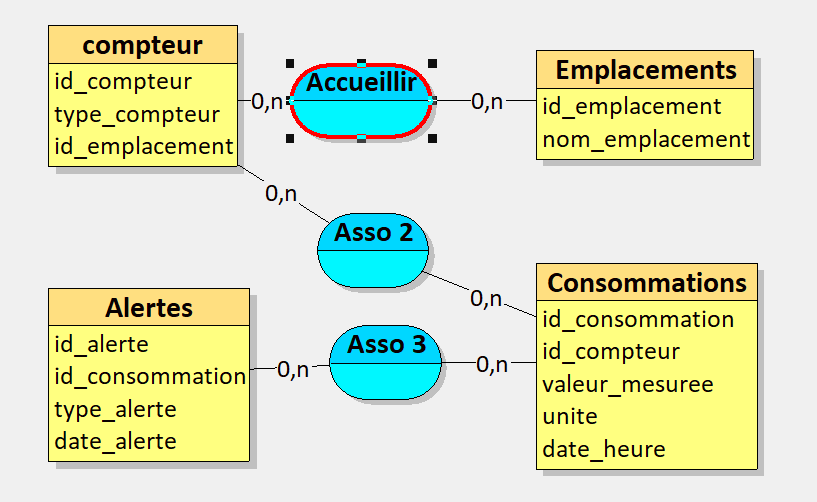 compteur
id_compteur
type_compteur
id_emplacement
0,n
Accueillir
0,n
Emplacements
id_emplacement
nom_emplacement
0,n
Asso 2
0,n
Consommations
id_consommation
id_compteur
valeur_mesuree
unite
date_heure
Alertes
id_alerte
id_consommation
type_alerte
date_alerte
0,n
Asso 3
0,n